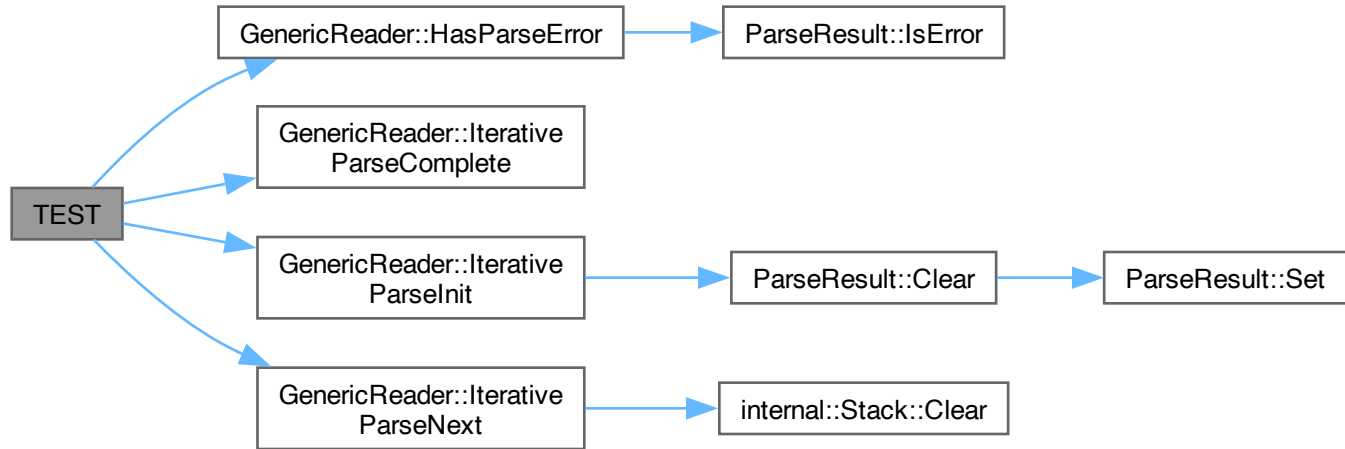 GenericReader::HasParseError
ParseResult::IsError
GenericReader::Iterative
ParseComplete
TEST
GenericReader::Iterative
ParseInit
ParseResult::Clear
ParseResult::Set
GenericReader::Iterative
ParseNext
internal::Stack::Clear